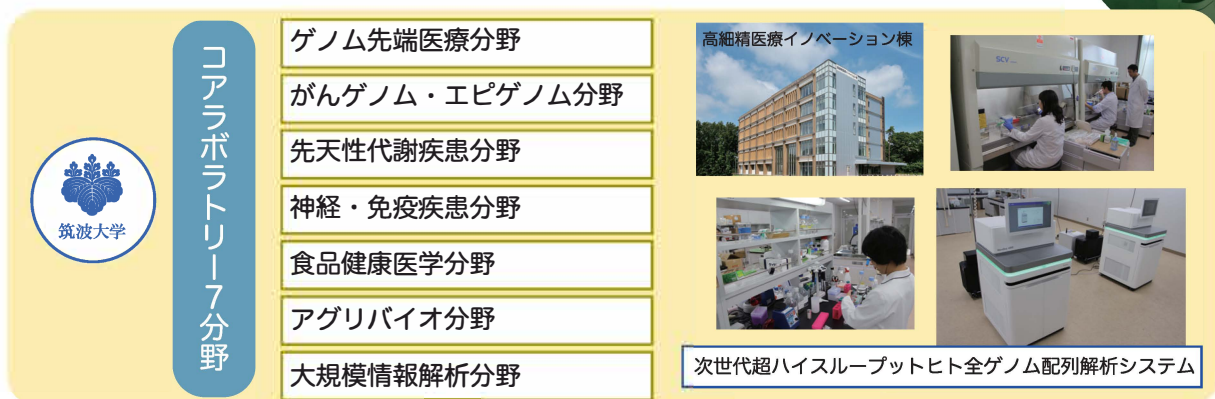 筑波大学
コアラボラトリー7分野
ゲノム先端医療分野
がんゲノム・エピゲノム分野
先天性代謝疾患分野
神経・免疫疾患分野
食品健康医学分野
アグリバイオ分野
大規模情報解析分野
高細精医療イノベーション棟
SCV
次世代超ハイスループットヒト全ゲノム配列解析システム